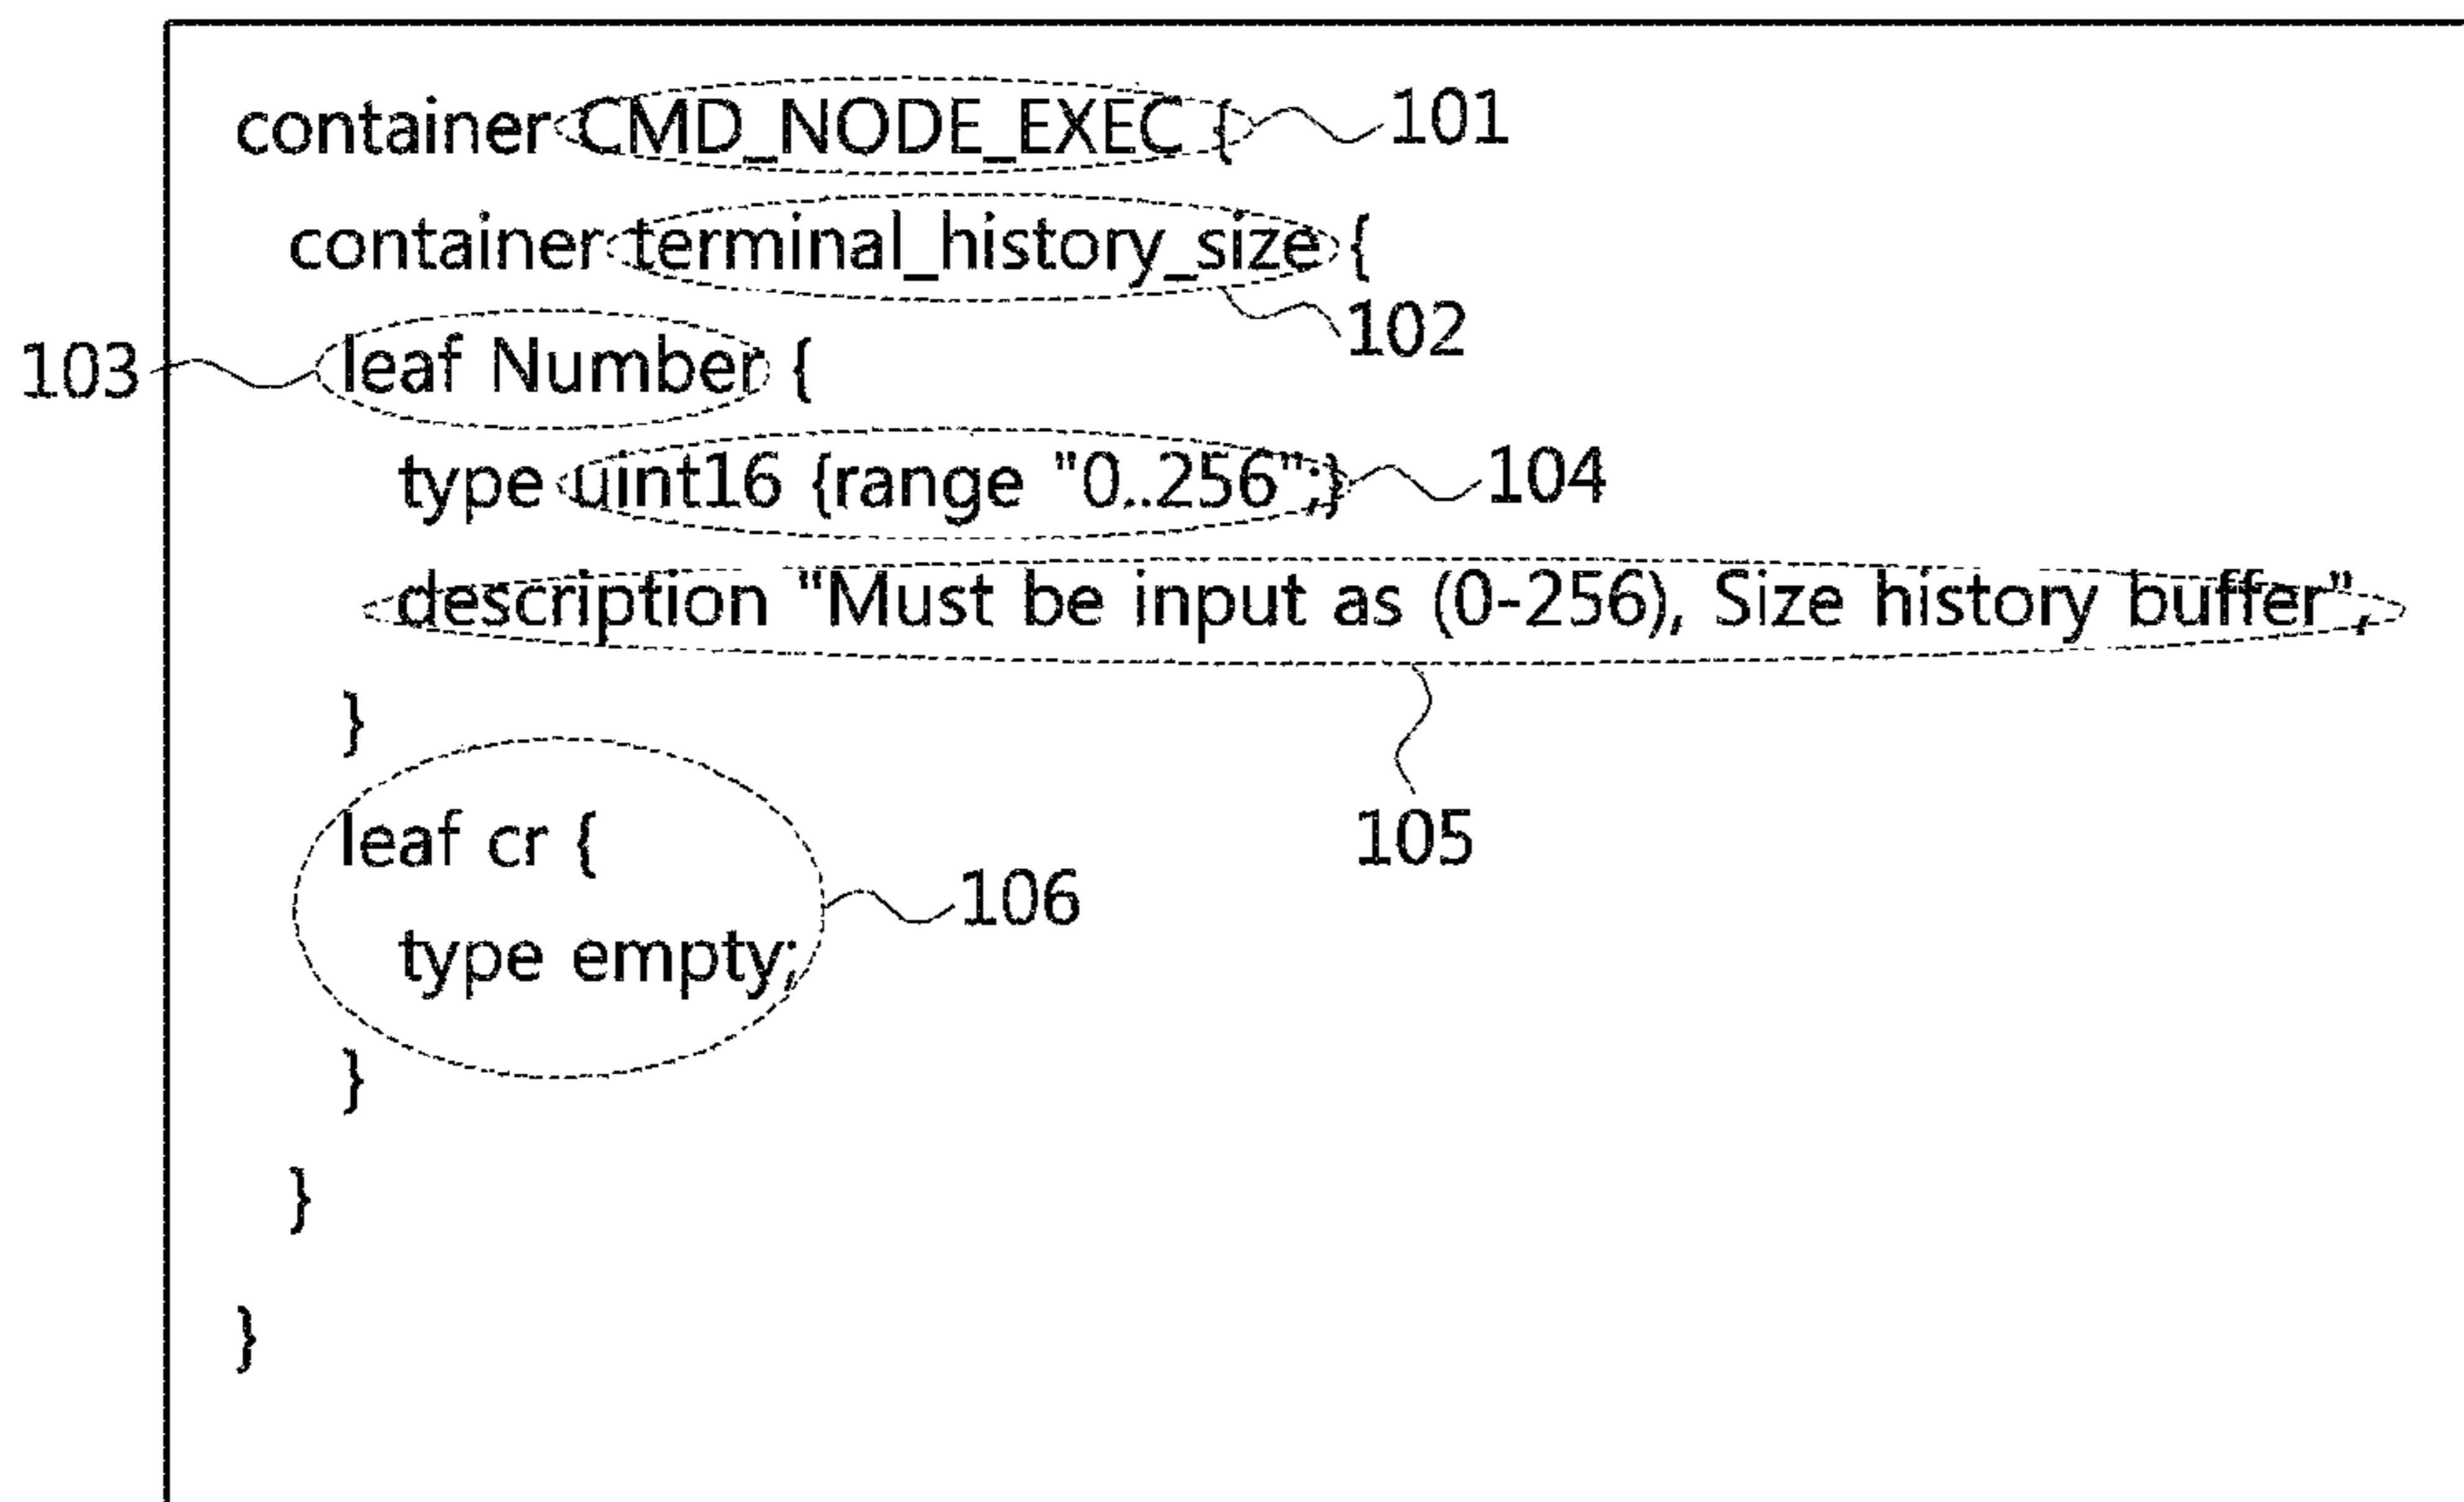 container CMD_NODE_EXEC { 101
container terminal_history_size {
102
103 leaf Number {
type uint16 {range "0..256";} 104
description "Must be input as (0-256), Size history buffer";
}
105
leaf cr {
106
type empty;
}
}
}